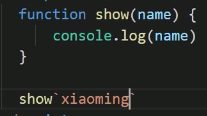 function show(name) {
    console.log(name)
}

show`xiaoming`